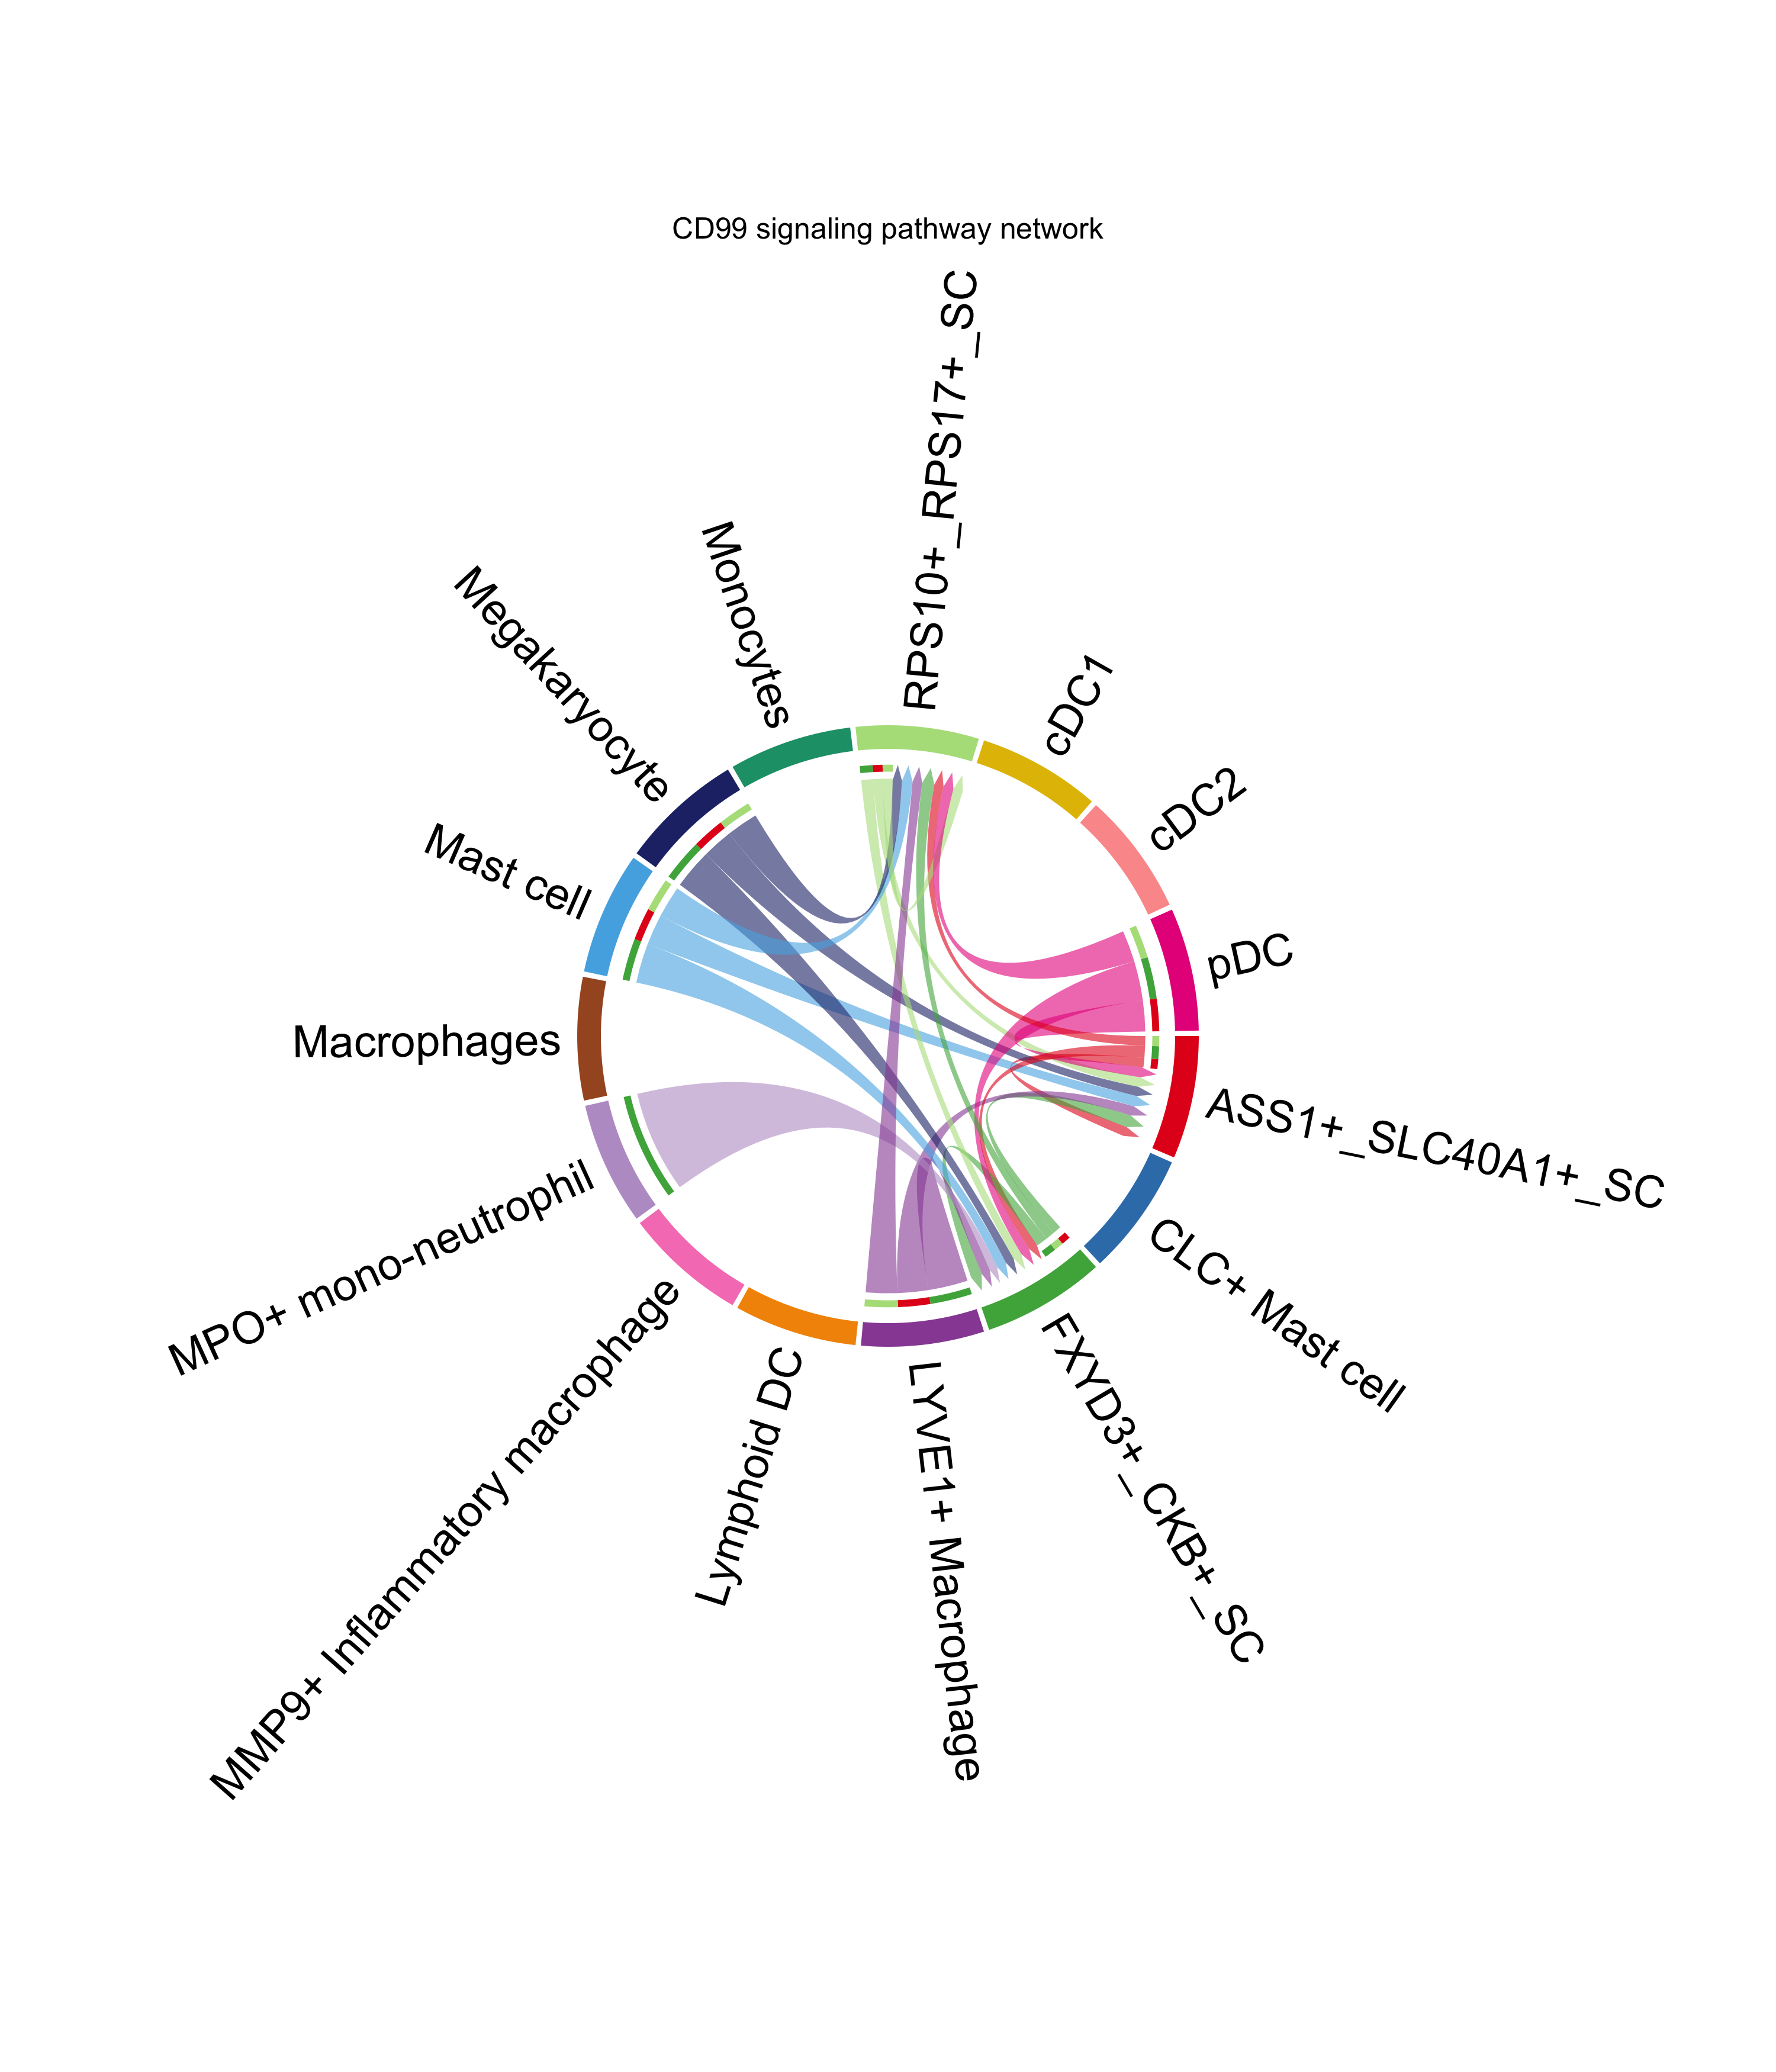 CD99 signaling pathway network
RPS10+_RPS17+_SC
cDC1
cDC2
pDC
ASS1+_SLC40A1+_SC
CLC+ Mast cell
FXYD3+_CKB+_SC
LYVE1+ Macrophage
Lymphoid DC
MMP9+ Inflammatory macrophage
MPO+ mono-neutrophil
Macrophages
Mast cell
Megakaryocyte
Monocytes